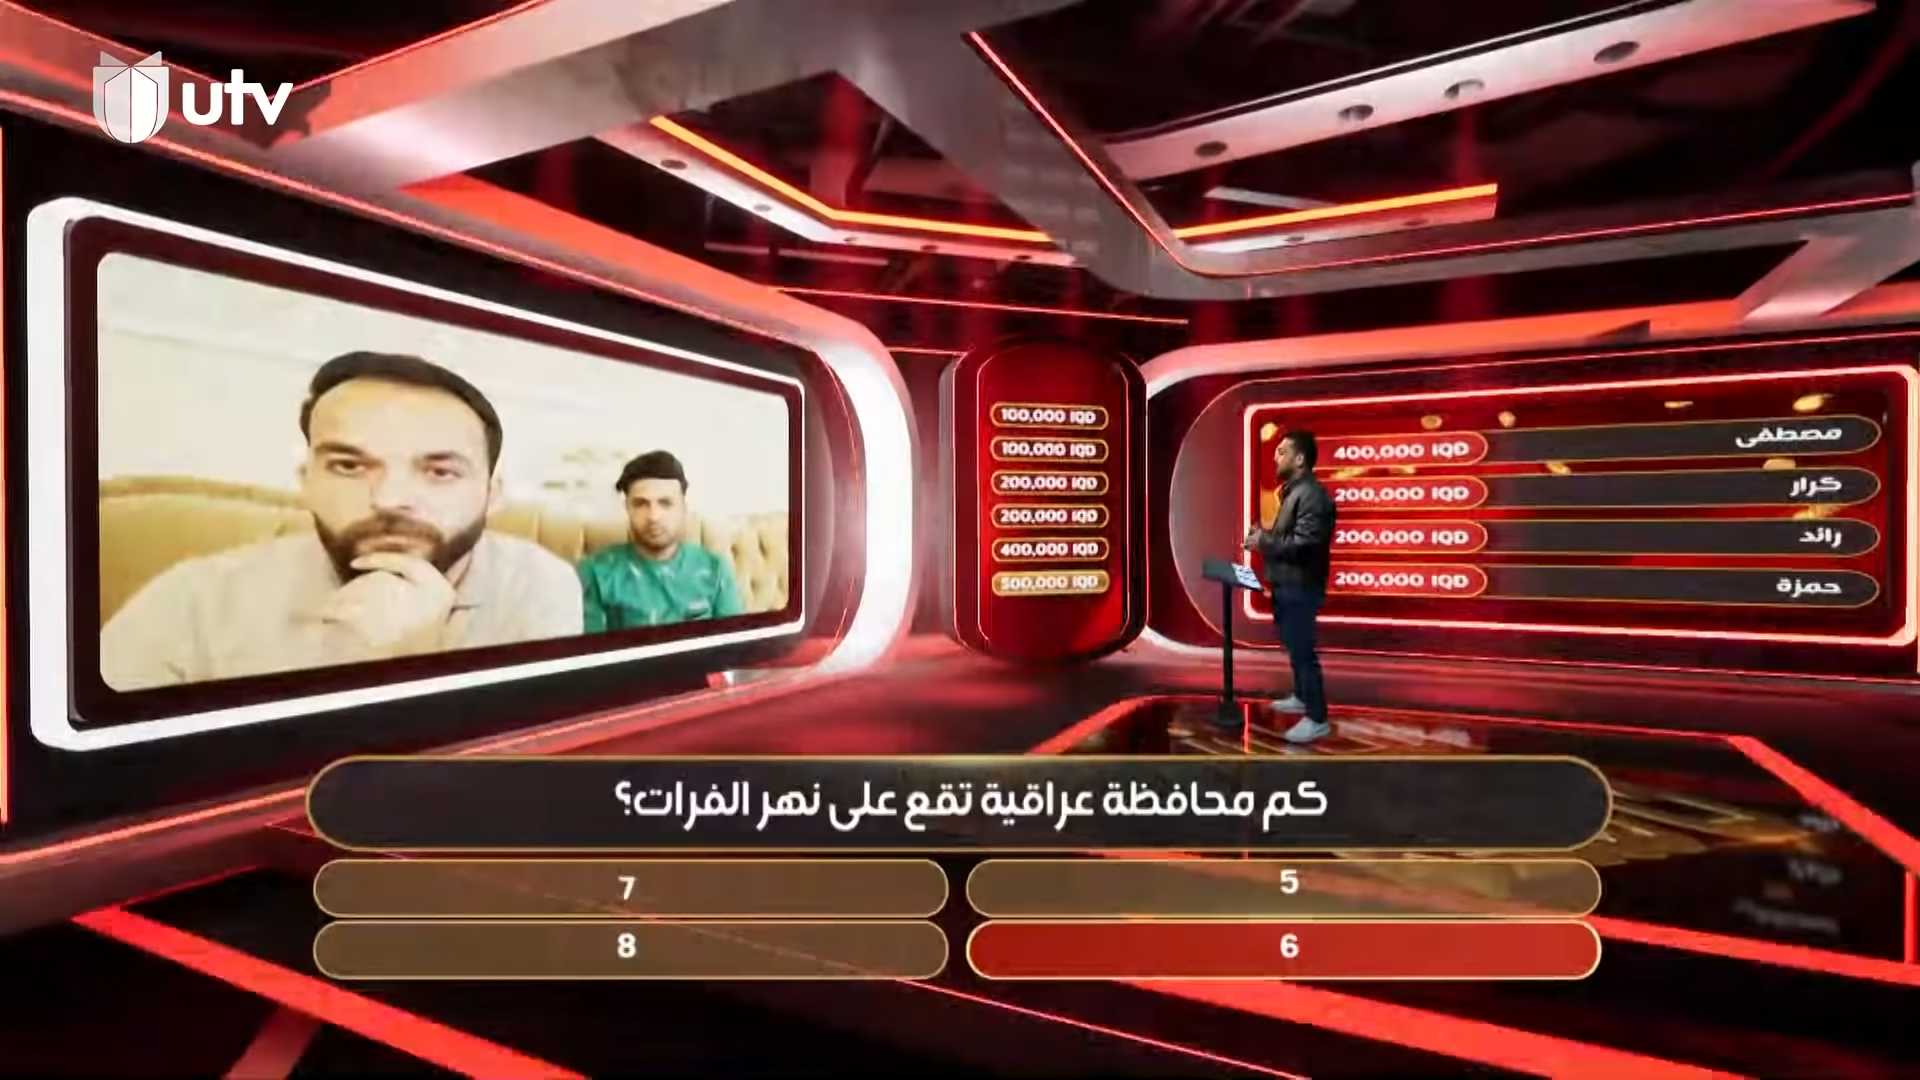 utv
100,000 IQD
100,000 IQD
200,000 IQD
200,000 IQD
400,000 IQD
500,000 IQD
مصطفى 400,000 IQD
كرار 200,000 IQD
رائد 200,000 IQD
حمزة 200,000 IQD
كم محافظة عراقية تقع على نهر الفرات؟
5
7
6
8